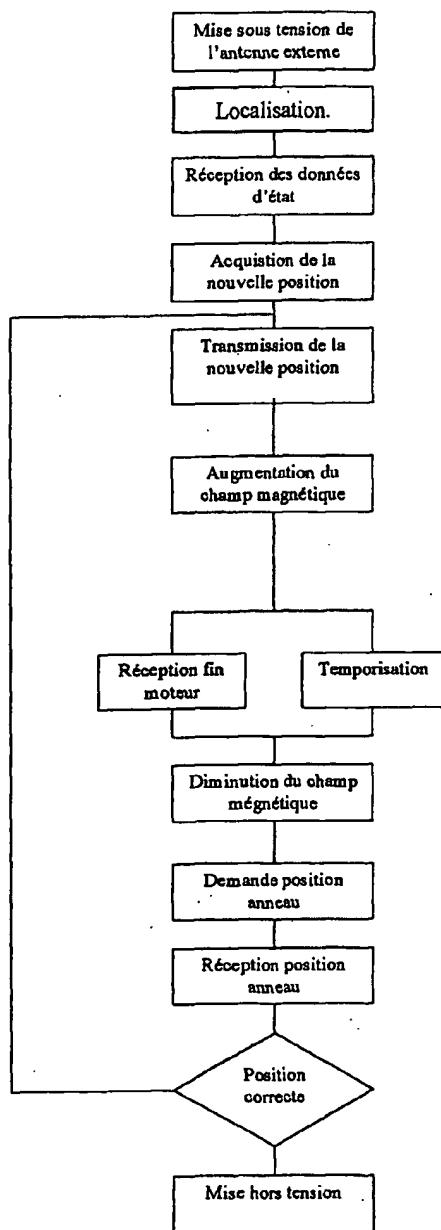 Mise sous tension de
l'antenne externe
Localisation.
Réception des données
d'état
Acquistion de la
nouvelle position
Transmission de la
nouvelle position
Augmentation du
champ magnétique
Réception fin
moteur
Temporisation
Diminution du champ
mégnétique
Demande position
anneau
Réception position
anneau
Position
correcte
Mise hors tension